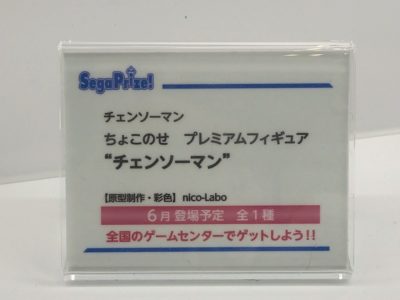 SegaPrize!
チェンソーマン
ちょこのせ プレミアムフィギュア
“チェンソーマン”
【原型制作・彩色】 nico-Labo
6月登場予定 全1種
全国のゲームセンターでゲットしよう!!